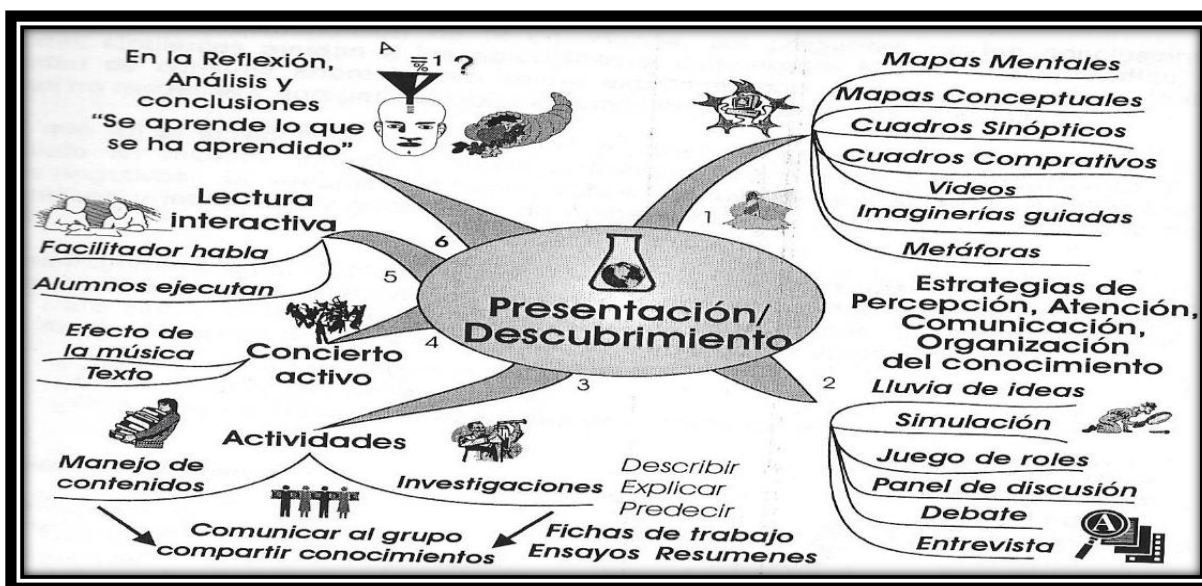 Presentación/
Descubrimiento
1
Mapas Mentales
Mapas Conceptuales
Cuadros Sinópticos
Cuadros Comprativos
Videos
Imaginerías guiadas
Metáforas
2
Estrategias de
Percepción, Atención,
Comunicación,
Organización
del conocimiento
Lluvia de ideas
Simulación
Juego de roles
Panel de discusión
Debate
Entrevista
A
3
Actividades
Manejo de
contenidos
Investigaciones
Describir
Explicar
Predecir
Comunicar al grupo
compartir conocimientos
Fichas de trabajo
Ensayos Resumenes
4
Concierto
activo
Efecto de
la música
Texto
5
Lectura
interactiva
Facilitador habla
Alumnos ejecutan
6
En la Reflexión,
Análisis y
conclusiones
“Se aprende lo que
se ha aprendido”
A
1 ?